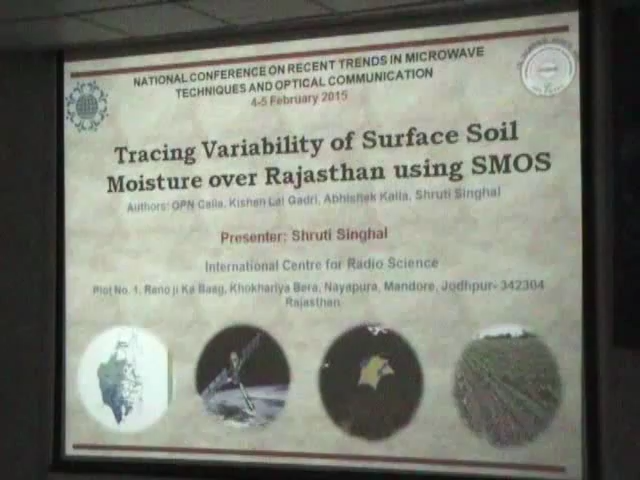 NATIONAL CONFERENCE ON RECENT TRENDS IN MICROWAVE
TECHNIQUES AND OPTICAL COMMUNICATION
4-5 February 2015
Tracing Variability of Surface Soil
Moisture over Rajasthan using SMOS
Authors: OPN Calla, Kishan Lal Gadri, Abhishek Kalla, Shruti Singhal
Presenter: Shruti Singhal
International Centre for Radio Science
Plot No. 1, Rano ji Ka Baag, Khokhariya Bera, Nayapura, Mandore, Jodhpur- 342304
Rajasthan